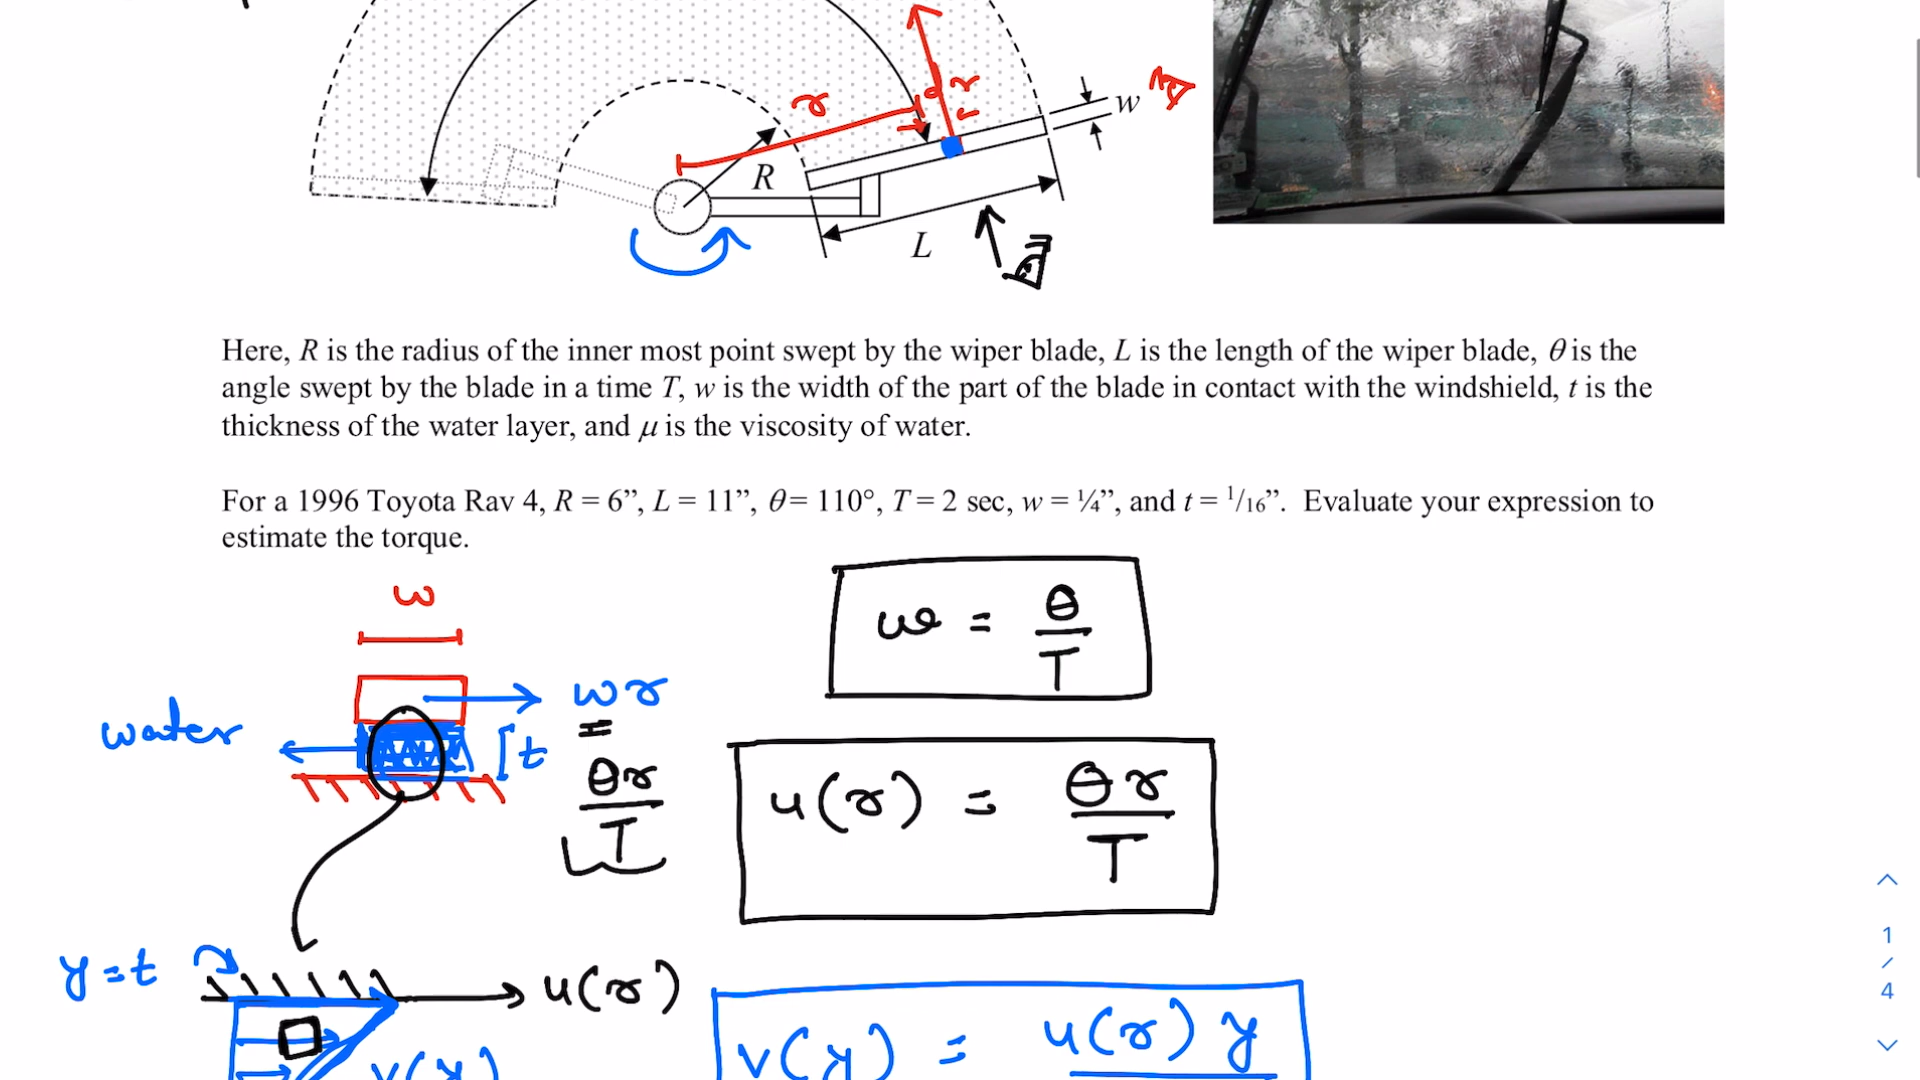 r
r
w
R
L
Here, R is the radius of the inner most point swept by the wiper blade, L is the length of the wiper blade, θ is the
angle swept by the blade in a time T, w is the width of the part of the blade in contact with the windshield, t is the
thickness of the water layer, and μ is the viscosity of water.
For a 1996 Toyota Rav 4, R = 6”, L = 11”, θ = 110°, T = 2 sec, w = ¼”, and t = 1/16”. Evaluate your expression to
estimate the torque.
w
ω = θ/T
water
ωr
=
t
θr/T
u(r) = θr/T
y=t
u(r)
v(y)
v(y) = u(r) y
1
/
4